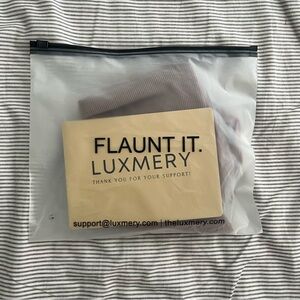 FLAUNT IT.
LUXMERY
THANK YOU FOR YOUR SUPPORT!
support@luxmery.com | theluxmery.com